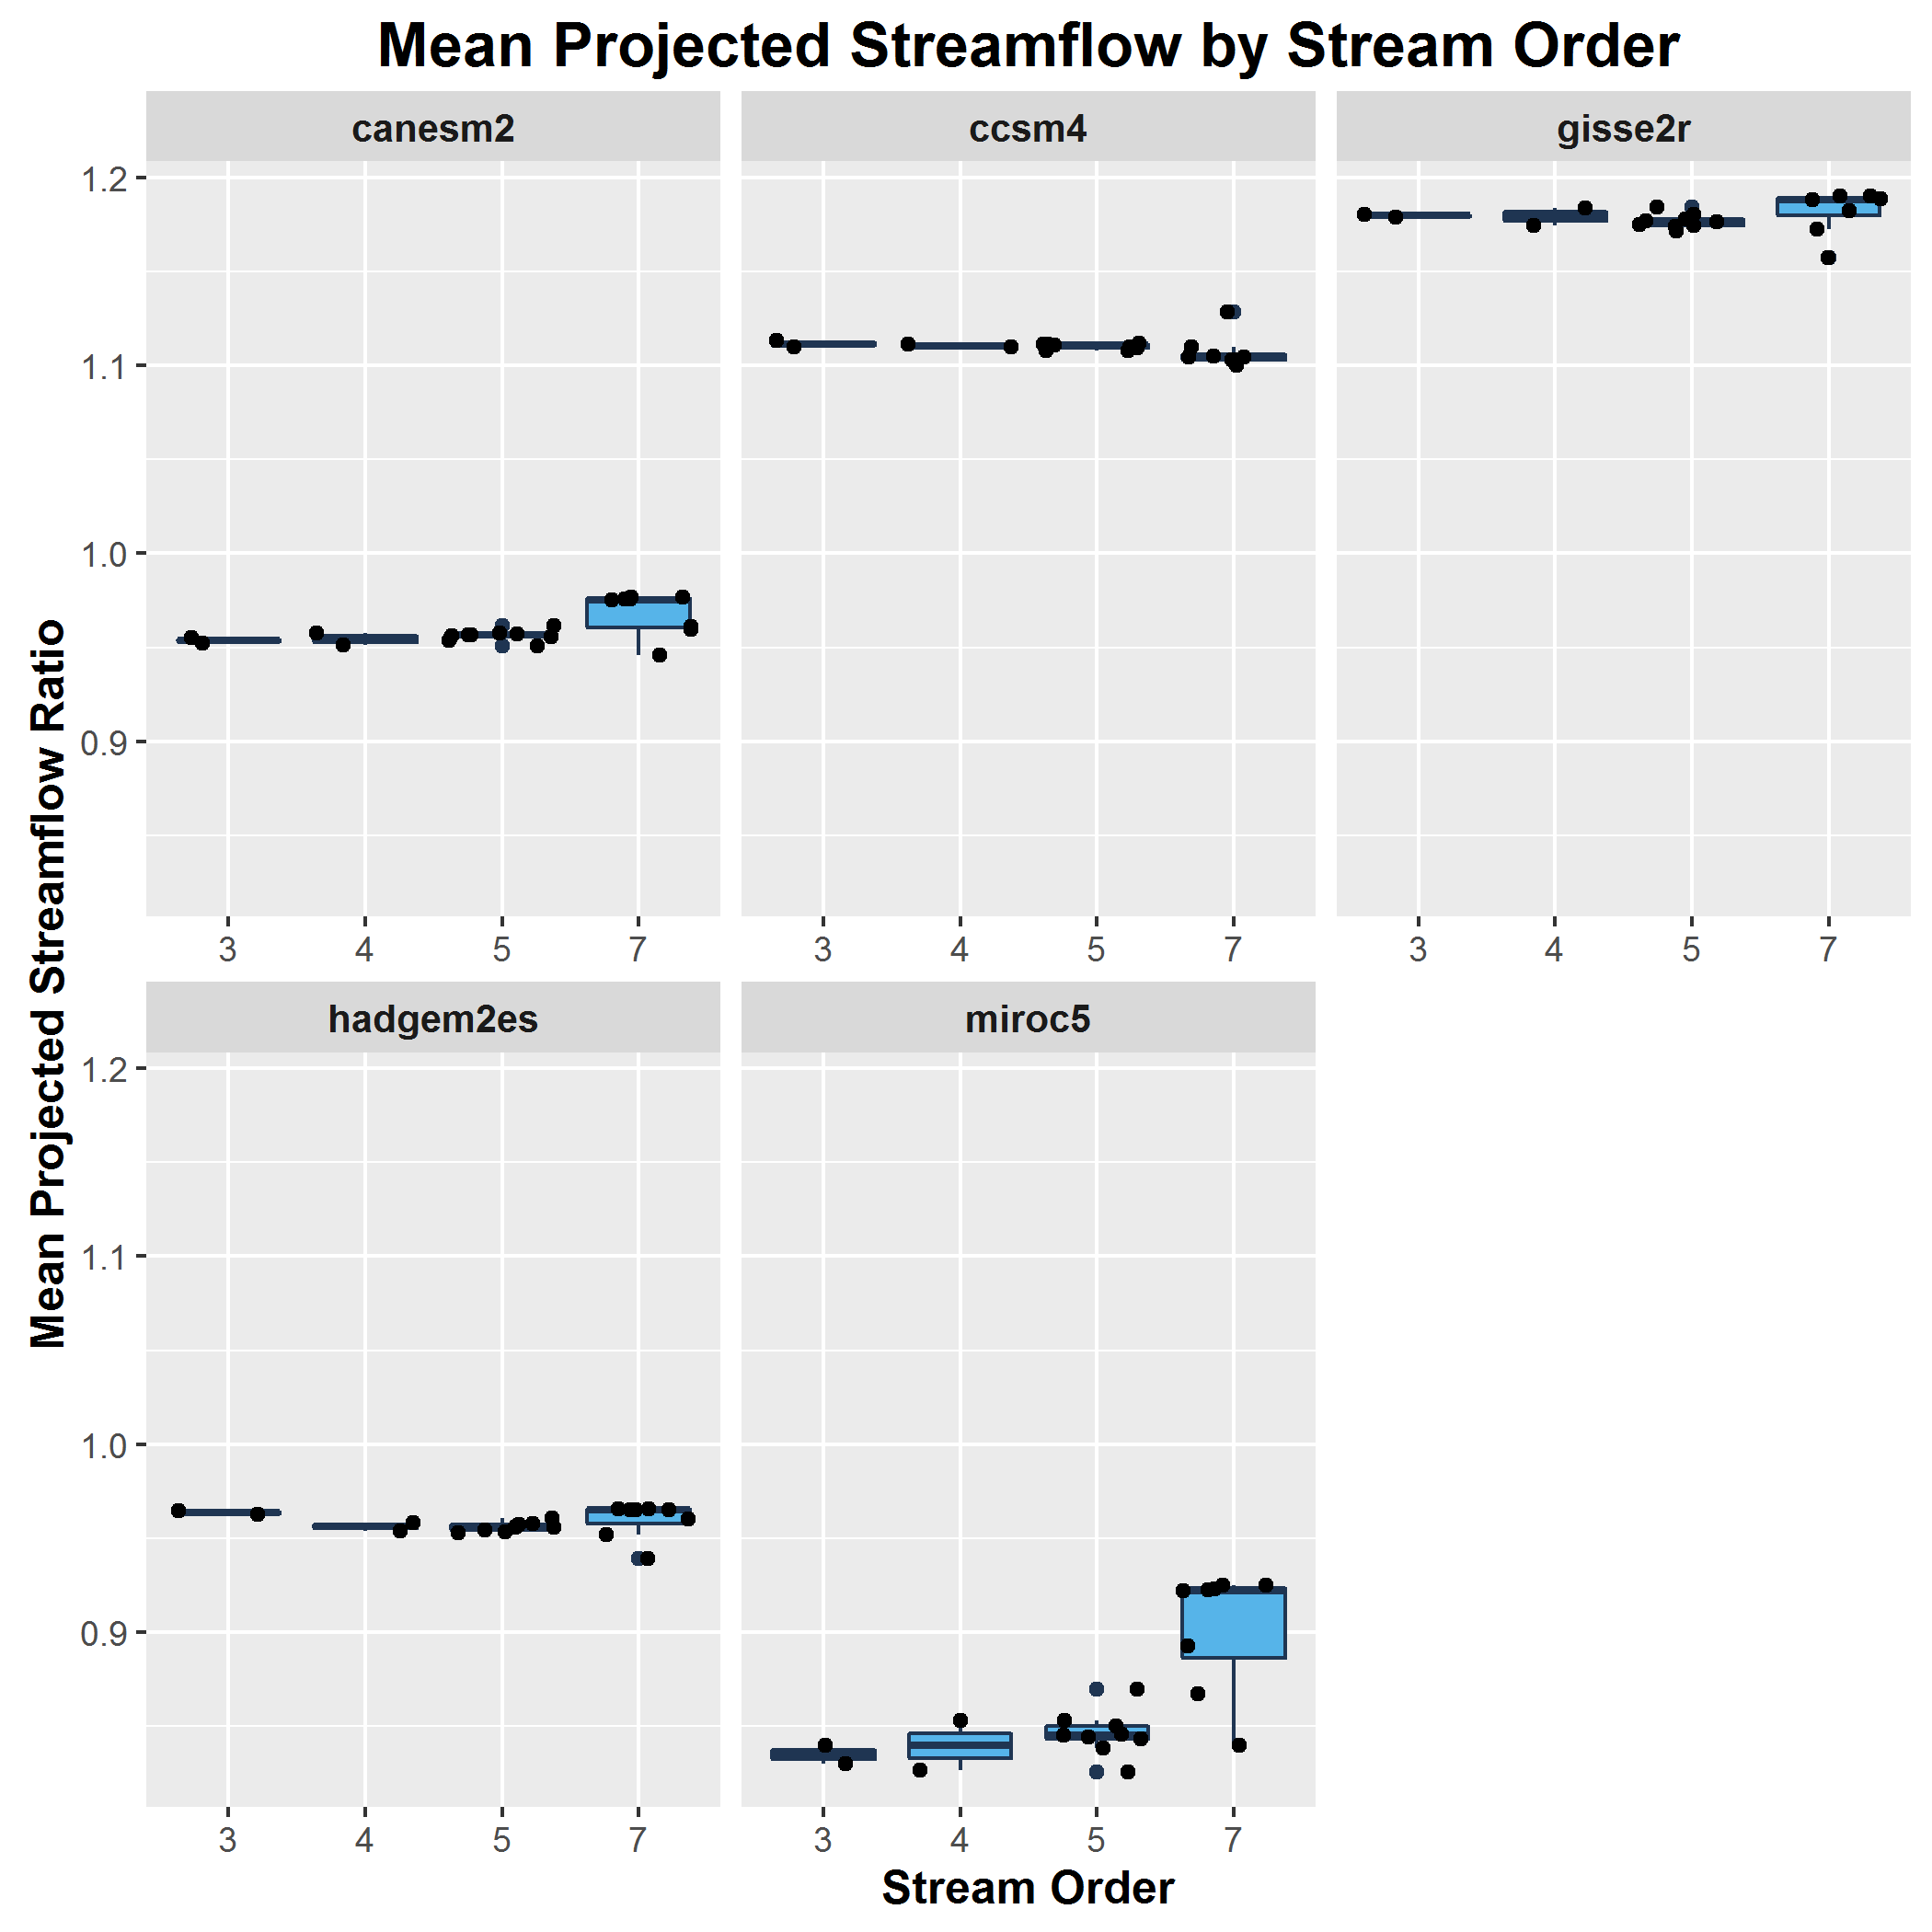 Mean Projected Streamflow by Stream Order
canesm2
ccsm4
gisse2r
1.2
1.1
1.0
0.9
3 4 5 7
3 4 5 7
3 4 5 7
Mean Projected Streamflow Ratio
hadgem2es
miroc5
1.2
1.1
1.0
0.9
3 4 5 7
3 4 5 7
Stream Order